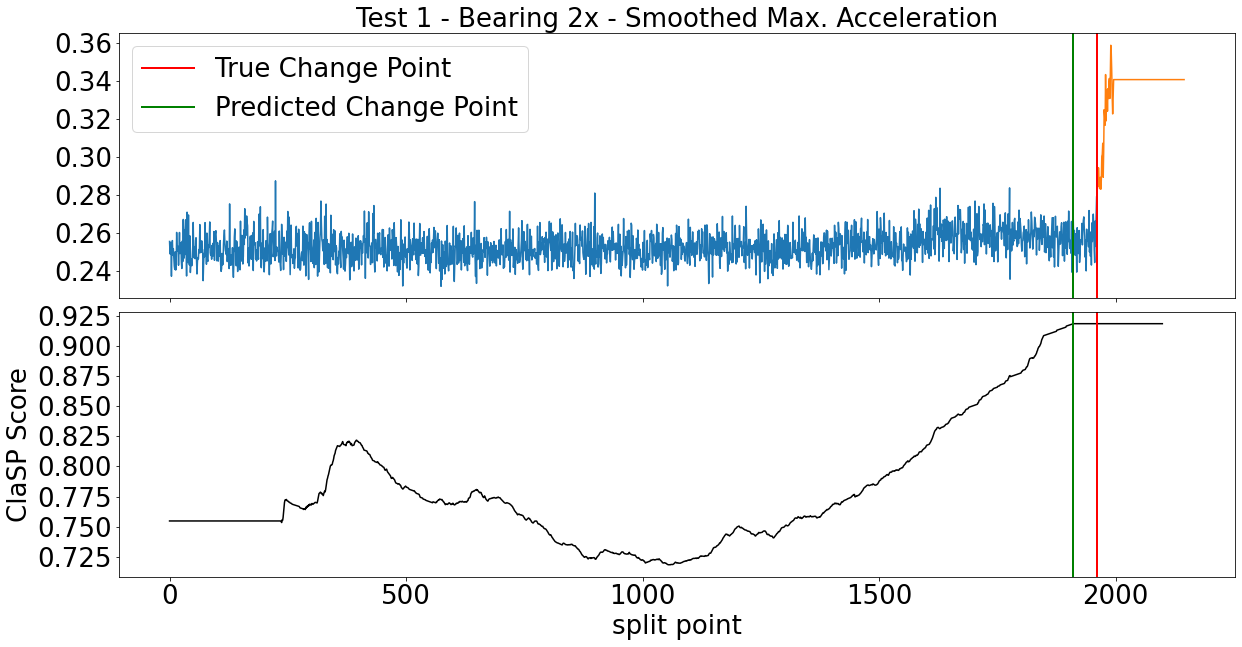 Test 1 - Bearing 2x - Smoothed Max. Acceleration
0.36
0.34
0.32
0.30
0.28
0.26
0.24
True Change Point
Predicted Change Point
ClaSP Score
0.925
0.900
0.875
0.850
0.825
0.800
0.775
0.750
0.725
0 500 1000 1500 2000
split point